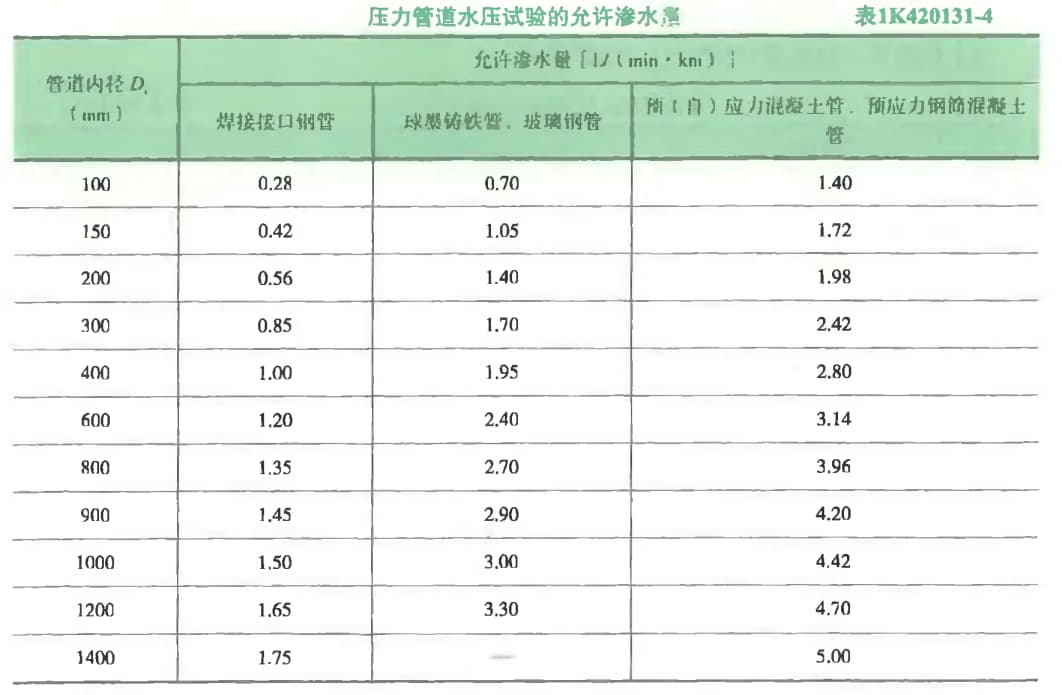 压力管道水压试验的允许渗水量 表1K420131-4
管道内径 Di
（mm）
允许渗水量［L/（min·km）］
焊接接口钢管 球墨铸铁管、玻璃钢管 预（自）应力混凝土管、预应力钢筒混凝土
管
100 0.28 0.70 1.40
150 0.42 1.05 1.72
200 0.56 1.40 1.98
300 0.85 1.70 2.42
400 1.00 1.95 2.80
600 1.20 2.40 3.14
800 1.35 2.70 3.96
900 1.45 2.90 4.20
1000 1.50 3.00 4.42
1200 1.65 3.30 4.70
1400 1.75 — 5.00